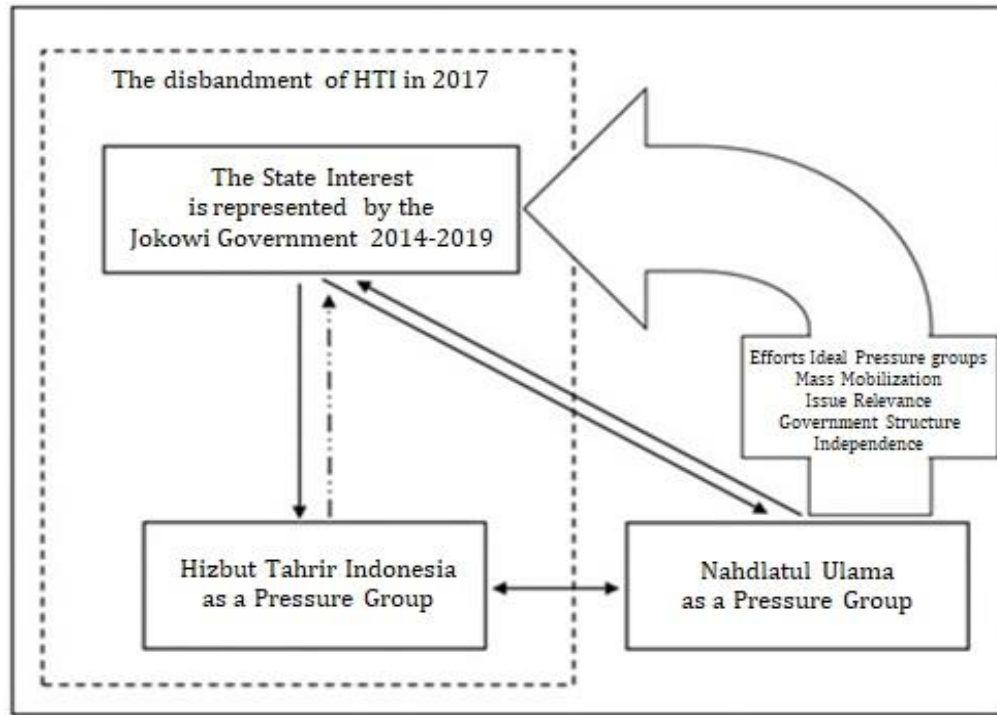 The disbandment of HTI in 2017
The State Interest
is represented by the
Jokowi Government 2014-2019
Efforts Ideal Pressure groups
Mass Mobilization
Issue Relevance
Government Structure
Independence
Hizbut Tahrir Indonesia
as a Pressure Group
Nahdlatul Ulama
as a Pressure Group